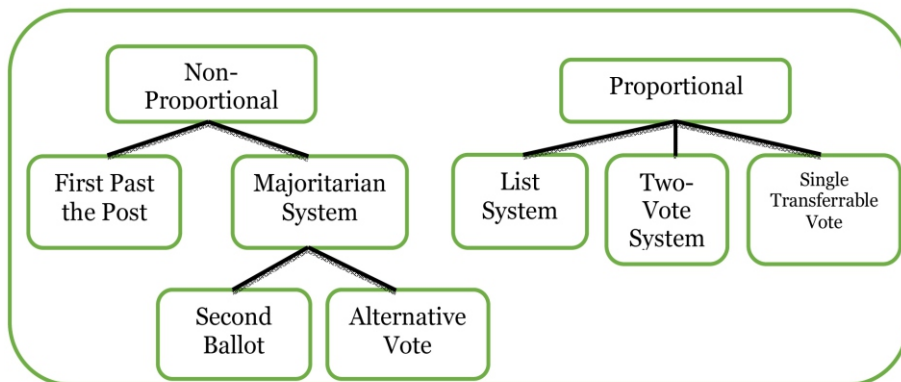 Non-
Proportional
Proportional
First Past
the Post
Majoritarian
System
List
System
Two-
Vote
System
Single
Transferrable
Vote
Second
Ballot
Alternative
Vote